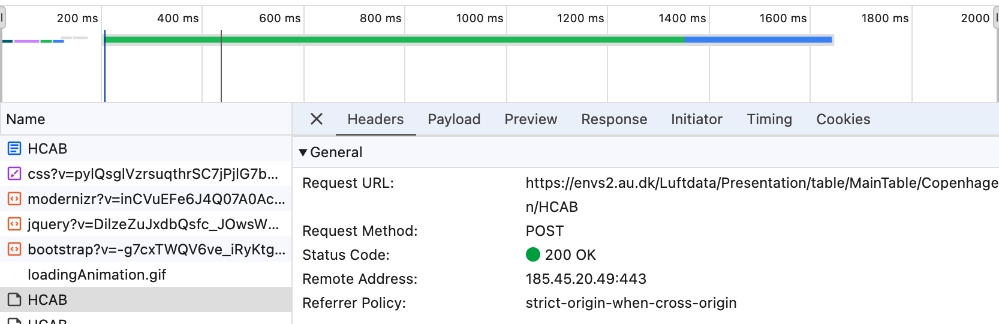 200 ms 400 ms 600 ms 800 ms 1000 ms 1200 ms 1400 ms 1600 ms 1800 ms 2000
Name
HCAB
css?v=pylQsglVzrsuqthrSC7jPjlG7b...
modernizr?v=inCVuEFe6J4Q07A0Ac...
jquery?v=DilzeZuJxdbQsfc_JOwsW...
bootstrap?v=-g7cxTWQV6ve_iRyKtg...
loadingAnimation.gif
HCAB
HCAB
Headers Payload Preview Response Initiator Timing Cookies
General
Request URL: https://envs2.au.dk/Luftdata/Presentation/table/MainTable/Copenhage
n/HCAB
Request Method: POST
Status Code: 200 OK
Remote Address: 185.45.20.49:443
Referrer Policy: strict-origin-when-cross-origin